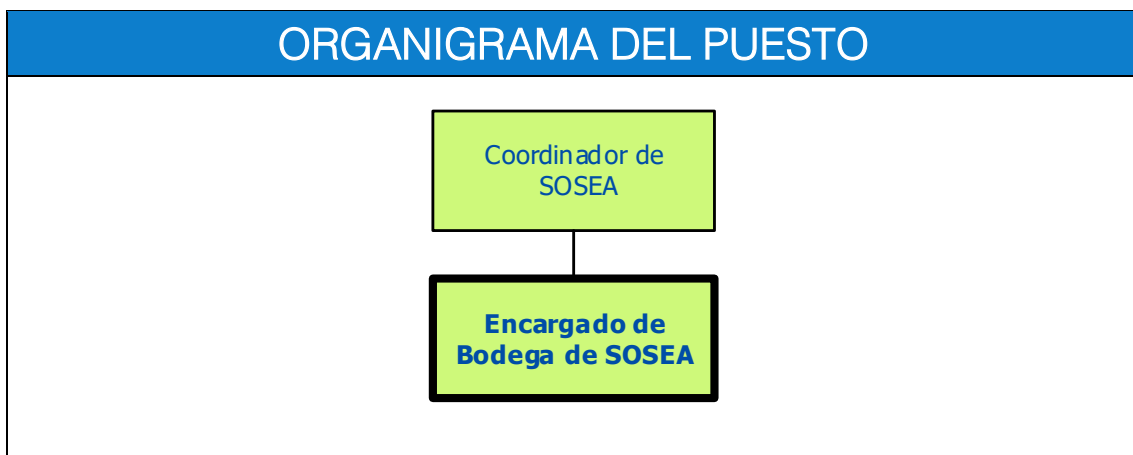 ORGANIGRAMA DEL PUESTO
Coordinador de
SOSEA
Encargado de
Bodega de SOSEA